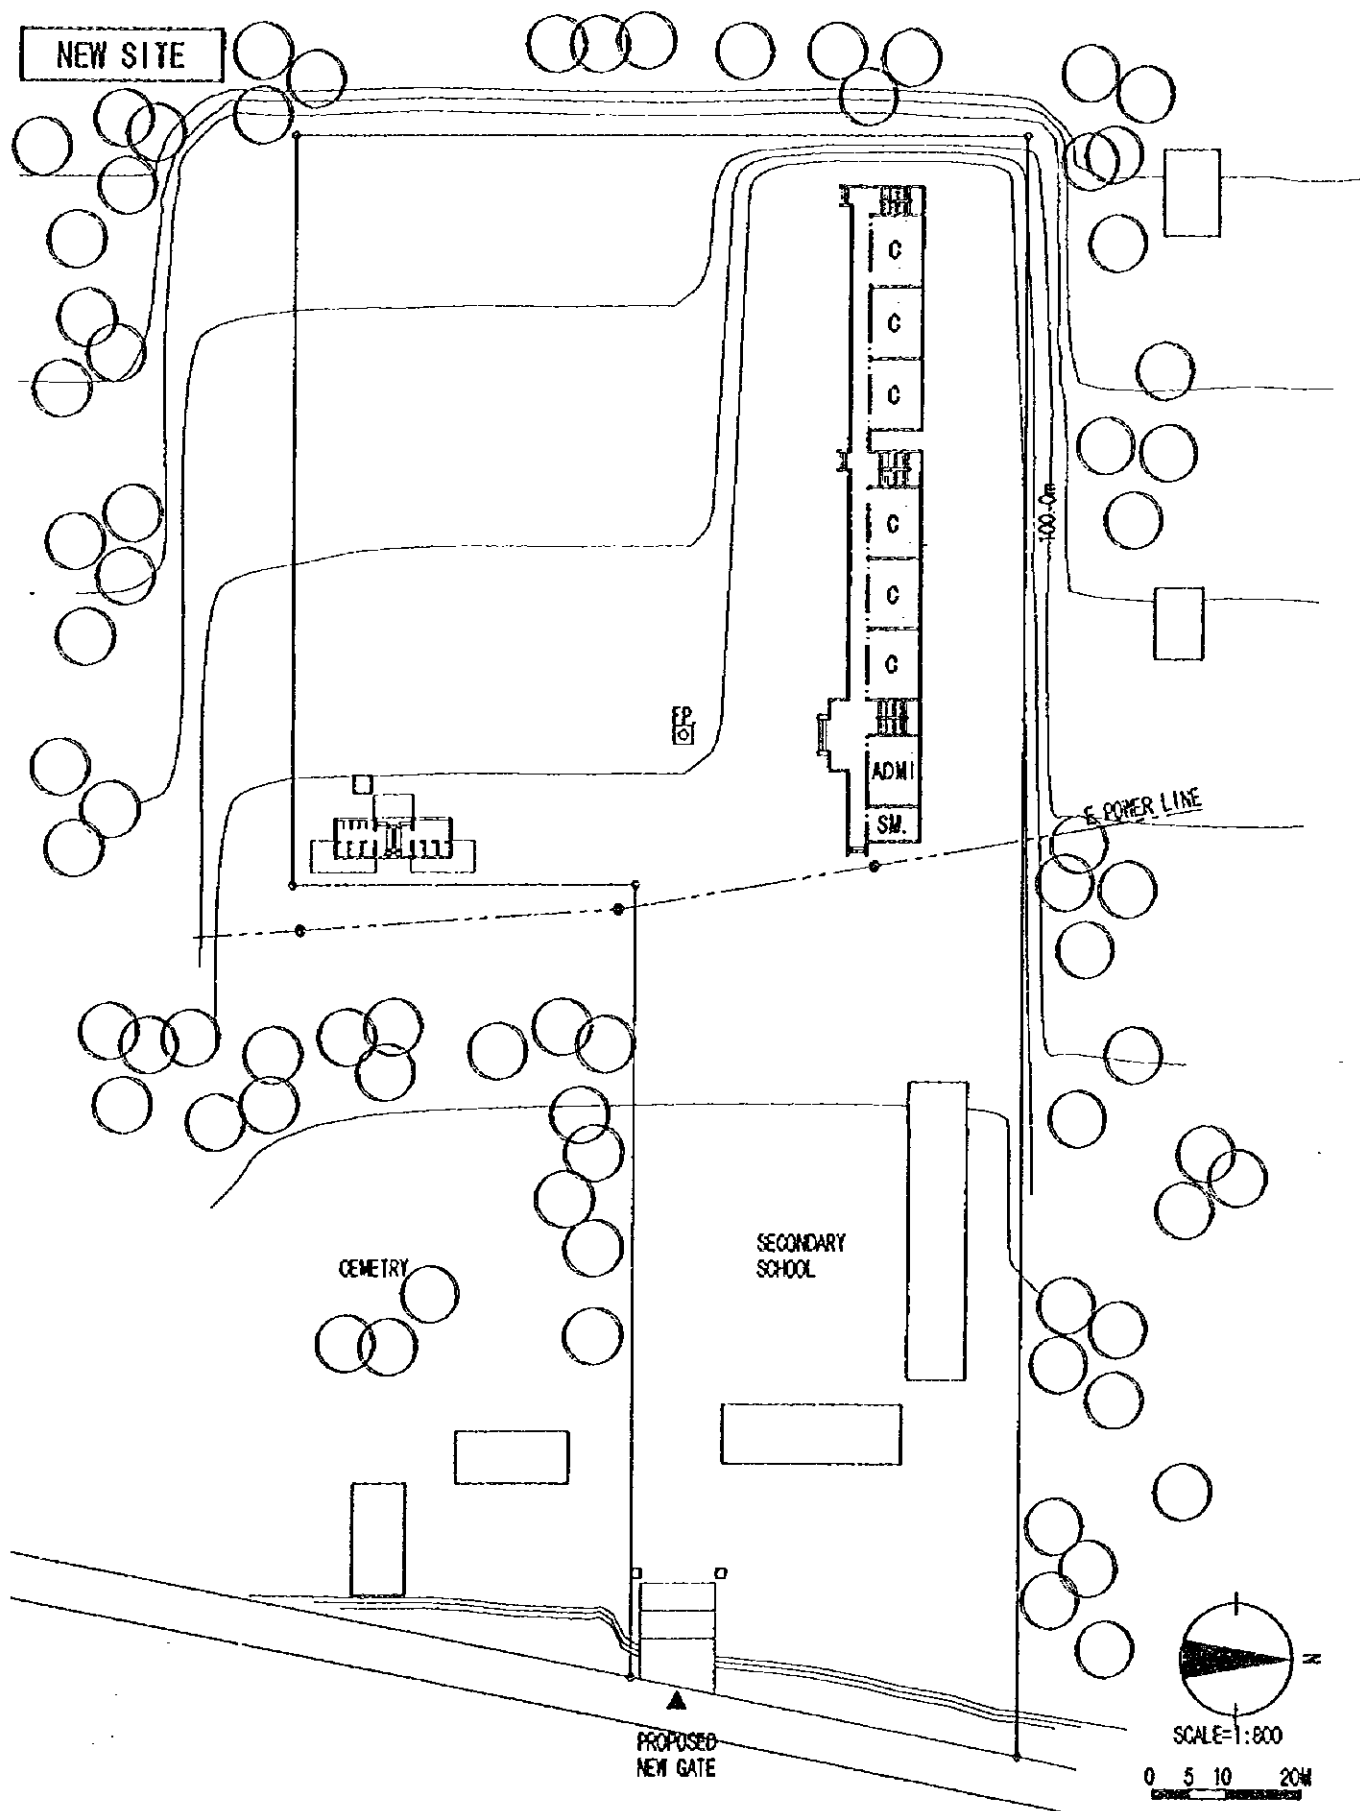 NEW SITE
C
C
C
100.0m
C
C
C
F.P.
ADMI
SM.
E POWER LINE
SECONDARY
SCHOOL
CEMETRY
N
PROPOSED
NEW GATE
SCALE=1:800
0 5 10 20M